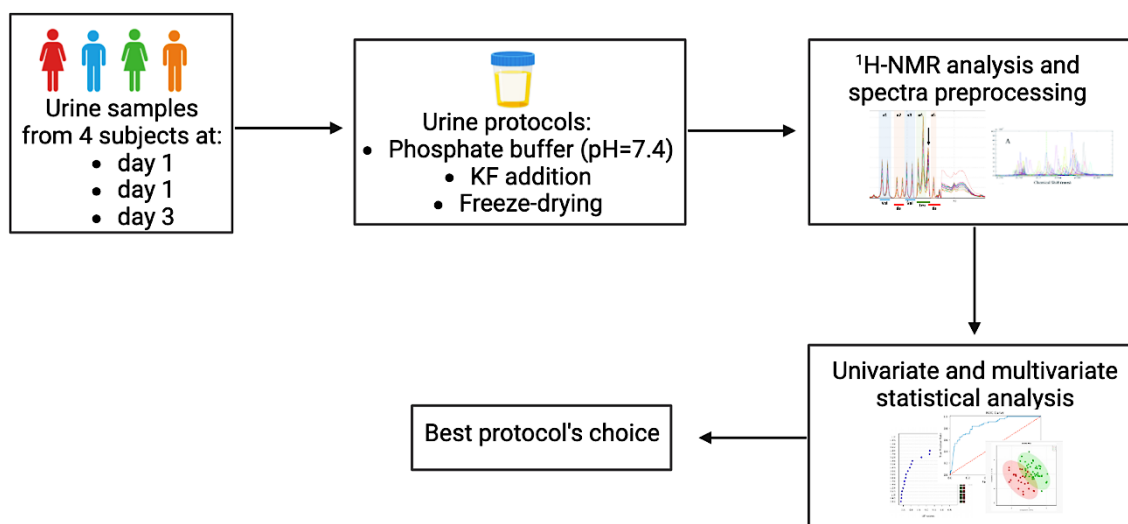 Urine samples
from 4 subjects at:
• day 1
• day 1
• day 3
Urine protocols:
• Phosphate buffer (pH=7.4)
• KF addition
• Freeze-drying
¹H-NMR analysis and
spectra preprocessing
A
Univariate and multivariate
statistical analysis
Best protocol's choice